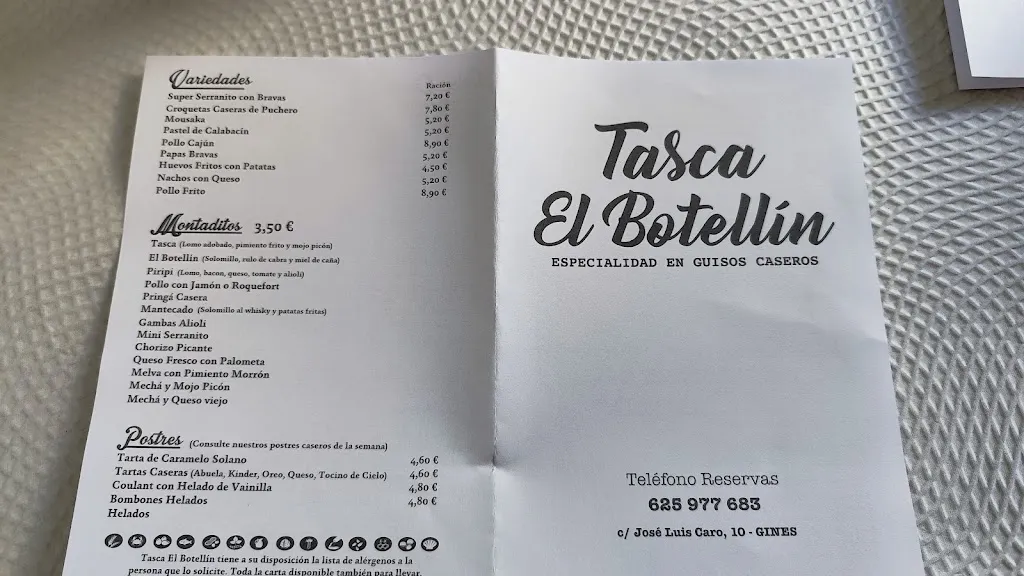 Variedades
Ración
Super Serranito con Bravas 7,20 €
Croquetas Caseras de Puchero 7,80 €
Mousaka 5,20 €
Pastel de Calabacín 5,20 €
Pollo Cajún 8,90 €
Papas Bravas 5,20 €
Huevos Fritos con Patatas 4,50 €
Nachos con Queso 5,20 €
Pollo Frito 8,90 €
Montaditos 3,50 €
Tasca (Lomo adobado, pimiento frito y mojo picón)
El Botellín (Solomillo, rulo de cabra y miel de caña)
Piripi (Lomo, bacon, queso, tomate y alioli)
Pollo con Jamón o Roquefort
Pringá Casera
Mantecado (Solomillo al whisky y patatas fritas)
Gambas Alioli
Mini Serranito
Chorizo Picante
Queso Fresco con Palometa
Melva con Pimiento Morrón
Mechá y Mojo Picón
Mechá y Queso viejo
Postres (Consulte nuestros postres caseros de la semana)
Tarta de Caramelo Solano 4,60 €
Tartas Caseras (Abuela, Kinder, Oreo, Queso, Tocino de Cielo) 4,60 €
Coulant con Helado de Vainilla 4,80 €
Bombones Helados 4,80 €
Helados
Tasca El Botellín tiene a su disposición la lista de alérgenos a la
persona que lo solicite. Toda la carta disponible también para llevar.
Tasca
El Botellín
ESPECIALIDAD EN GUISOS CASEROS
Teléfono Reservas
625 977 683
c/ José Luis Caro, 10 - GINES